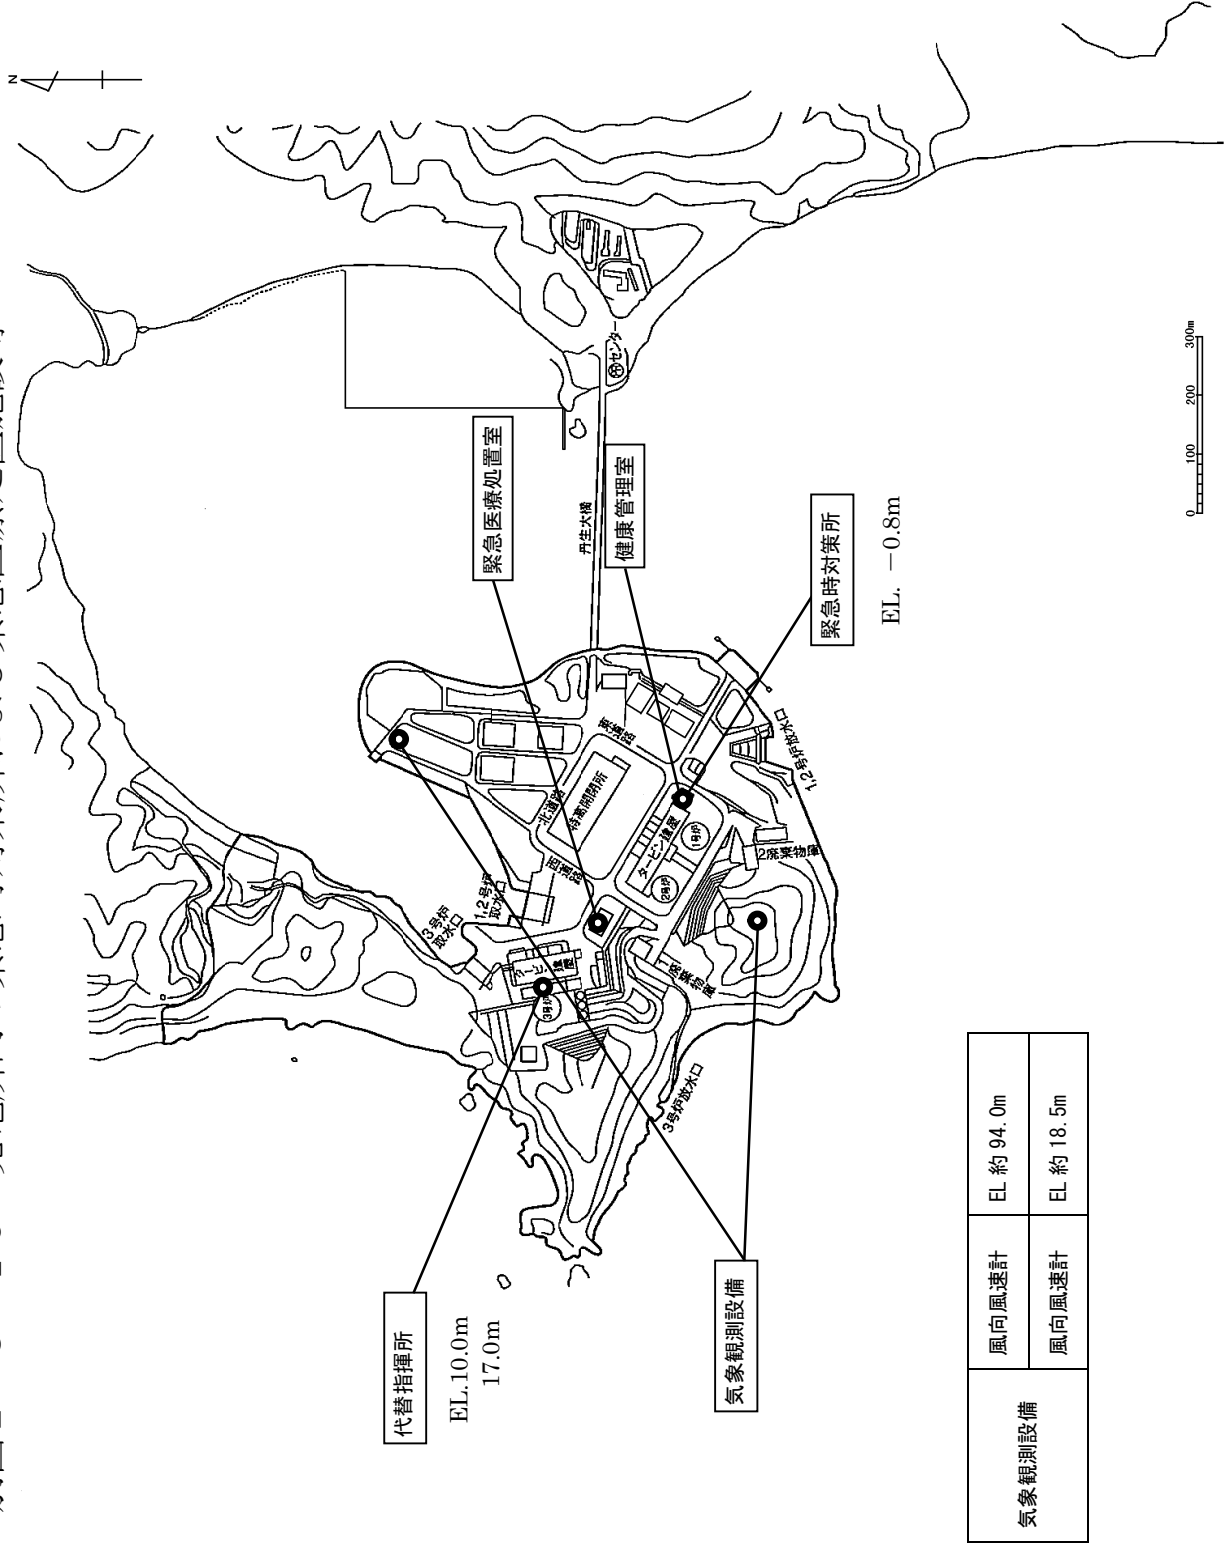 N
緊急医療処置室
丹生大橋
健康管理室
緊急時対策所
EL. －0.8m
PRセンター
北道路
特高開閉所
東道路
西道路
1,2号炉
取水口
3号炉
取水口
タービン建屋
3号炉
タービン建屋
1号炉
2号炉
1,2号炉放水口
2廃棄物庫
1廃棄物庫
3号炉放水口
代替指揮所
EL.10.0m
17.0m
気象観測設備
0 100 200 300m
気象観測設備
風向風速計 EL 約 94.0m
風向風速計 EL 約 18.5m